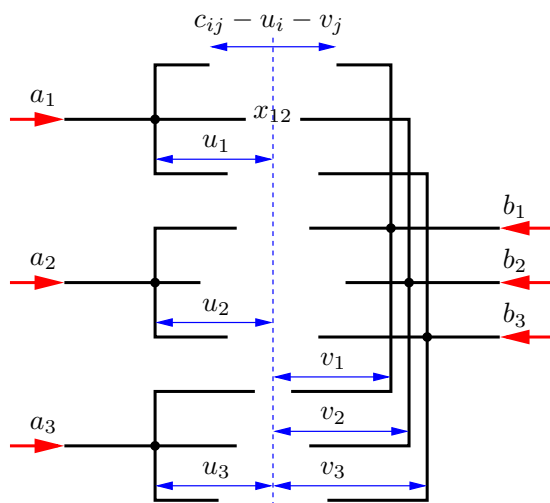 c_{ij} − u_i − v_j
a_1
x_{12}
u_1
b_1
a_2
b_2
u_2
b_3
v_1
a_3
v_2
u_3
v_3